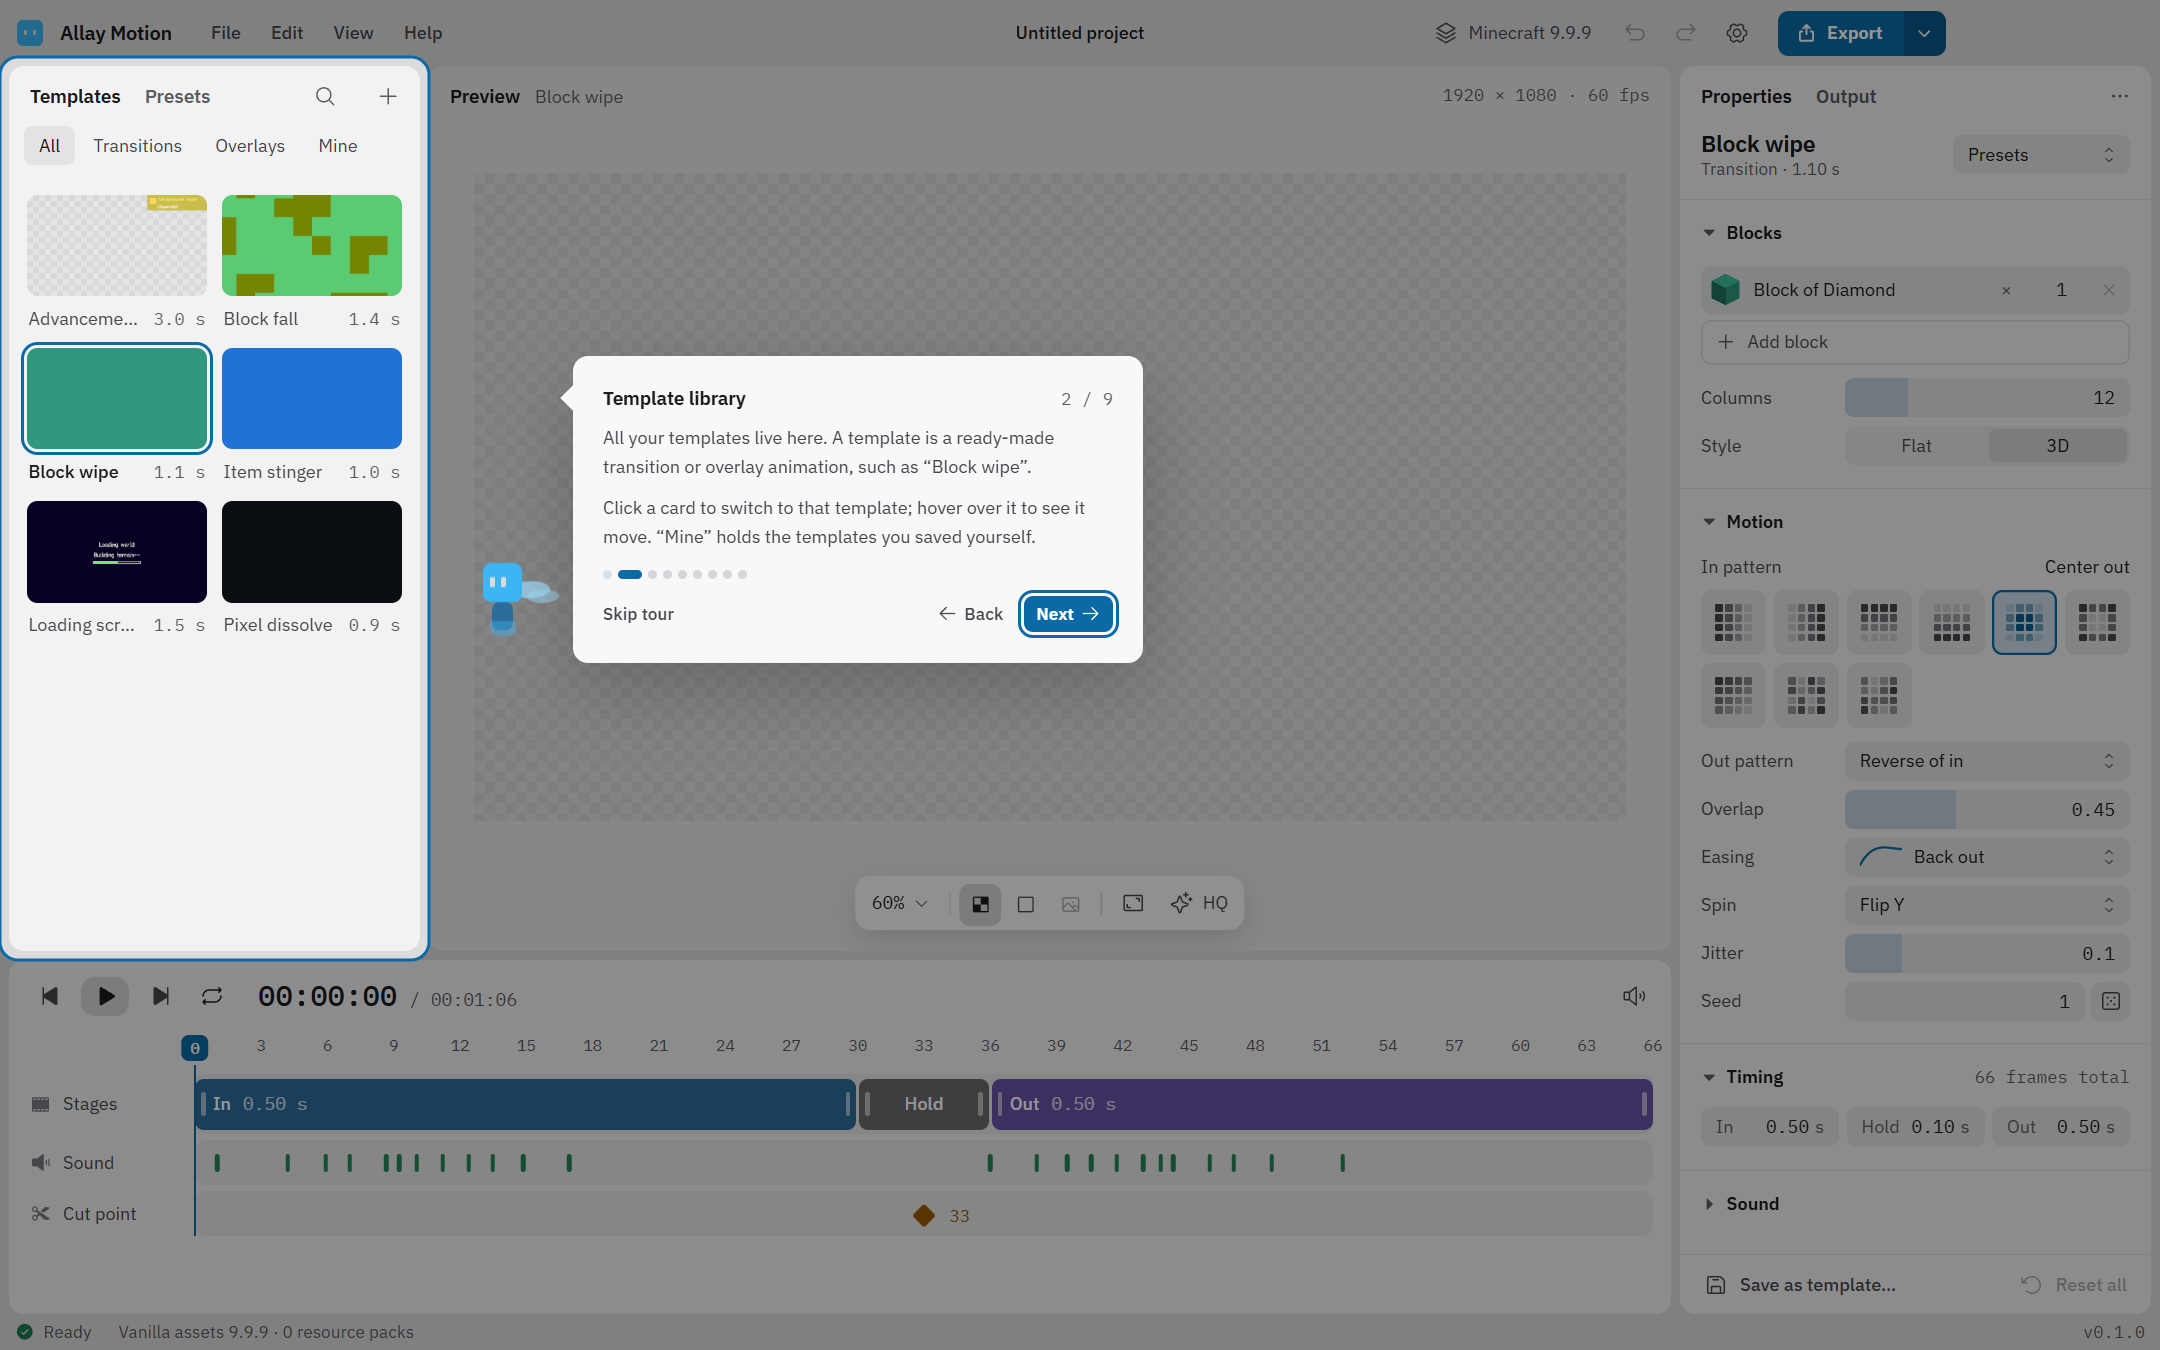 Allay Motion
File
Edit
View
Help
Untitled project
Minecraft 9.9.9
Export
Templates
Presets
All
Transitions
Overlays
Mine
Advanceme...
3.0 s
Block fall
1.4 s
Block wipe
1.1 s
Item stinger
1.0 s
Loading world
Building terrain
Loading scr...
1.5 s
Pixel dissolve
0.9 s
Preview
Block wipe
1920 × 1080 · 60 fps
Template library
2 / 9
All your templates live here. A template is a ready-made
transition or overlay animation, such as “Block wipe”.
Click a card to switch to that template; hover over it to see it
move. “Mine” holds the templates you saved yourself.
Skip tour
← Back
Next →
60%
HQ
Properties
Output
Block wipe
Transition · 1.10 s
Presets
Blocks
Block of Diamond
×
1
Add block
Columns
12
Style
Flat
3D
Motion
In pattern
Center out
Out pattern
Reverse of in
Overlap
0.45
Easing
Back out
Spin
Flip Y
Jitter
0.1
Seed
1
Timing
66 frames total
In 0.50 s
Hold 0.10 s
Out 0.50 s
Sound
Save as template...
Reset all
00:00:00 / 00:01:06
0 3 6 9 12 15 18 21 24 27 30 33 36 39 42 45 48 51 54 57 60 63 66
Stages
In 0.50 s
Hold
Out 0.50 s
Sound
Cut point
33
Ready
Vanilla assets 9.9.9 · 0 resource packs
v0.1.0